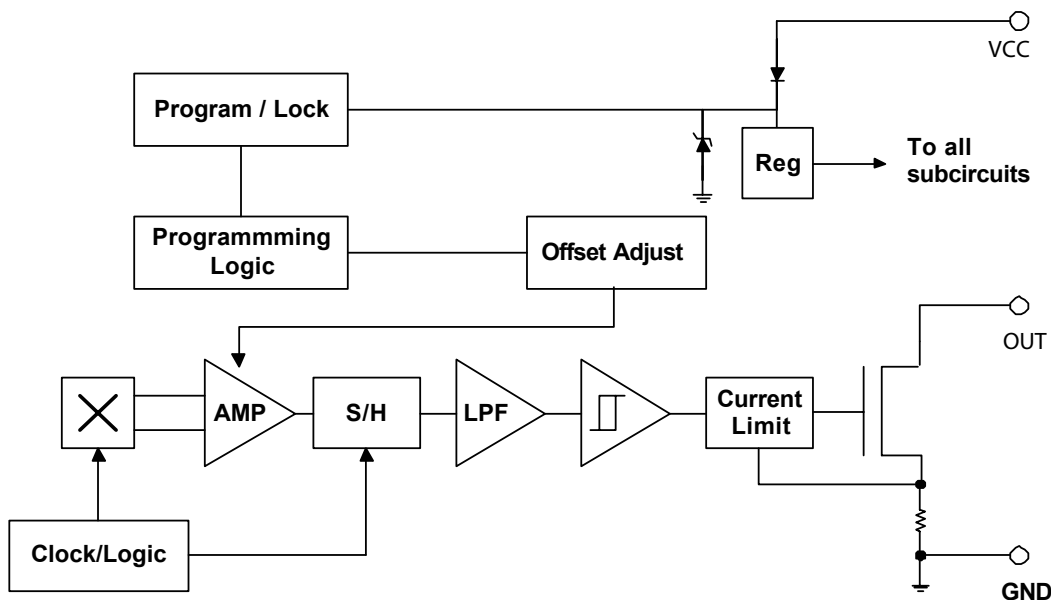 VCC
Program / Lock
Reg
To all
subcircuits
Programmming
Logic
Offset Adjust
OUT
AMP
S/H
LPF
Current
Limit
Clock/Logic
GND